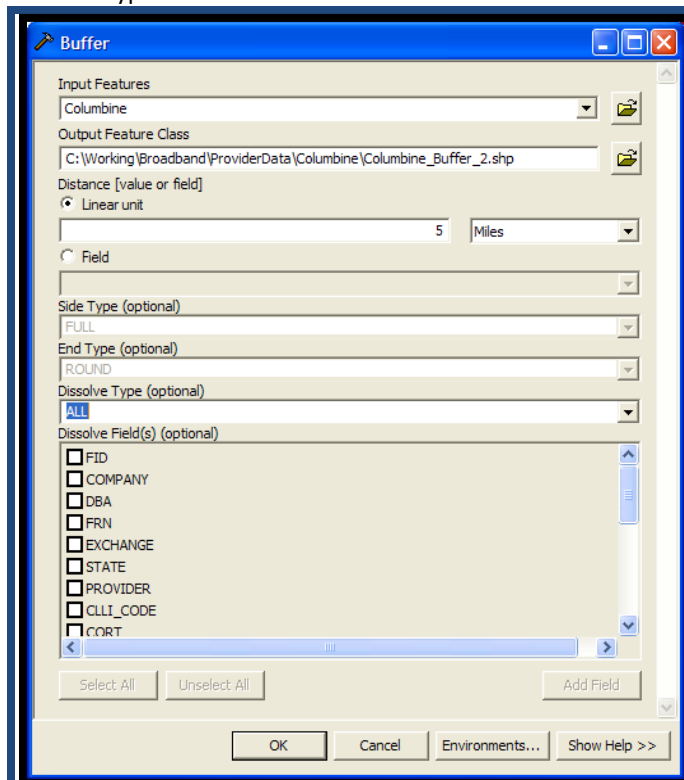 Buffer
Input Features
Columbine
Output Feature Class
C:\Working\Broadband\ProviderData\Columbine\Columbine_Buffer_2.shp
Distance [value or field]
Linear unit
5 Miles
Field
Side Type (optional)
FULL
End Type (optional)
ROUND
Dissolve Type (optional)
ALL
Dissolve Field(s) (optional)
FID
COMPANY
DBA
FRN
EXCHANGE
STATE
PROVIDER
CLLI_CODE
CORT
Select All Unselect All Add Field
OK Cancel Environments... Show Help >>